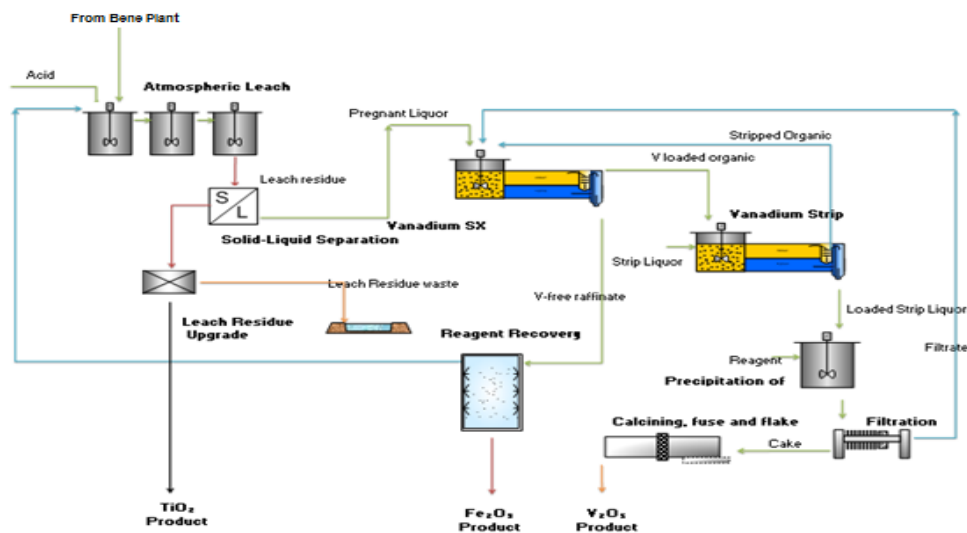 From Bene Plant
Acid
Atmospheric Leach
Pregnant Liquor
Stripped Organic
V loaded organic
Leach residue
S
L
Solid-Liquid Separation
Vanadium SX
Vanadium Strip
Strip Liquor
Leach Residue waste
V-free raffinate
Loaded Strip Liquor
Leach Residue
Upgrade
Reagent Recovery
Filtrate
Reagent
Precipitation of
Calcining, fuse and flake
Filtration
Cake
TiO₂
Product
Fe₂O₃
Product
V₂O₅
Product